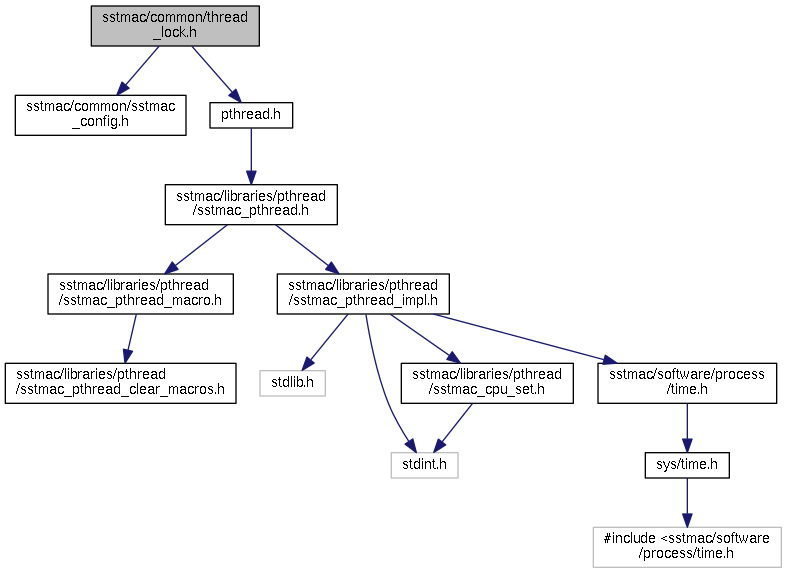 sstmac/common/thread
_lock.h
sstmac/common/sstmac
_config.h
pthread.h
sstmac/libraries/pthread
/sstmac_pthread.h
sstmac/libraries/pthread
/sstmac_pthread_macro.h
sstmac/libraries/pthread
/sstmac_pthread_impl.h
sstmac/libraries/pthread
/sstmac_pthread_clear_macros.h
stdlib.h
sstmac/libraries/pthread
/sstmac_cpu_set.h
sstmac/software/process
/time.h
stdint.h
sys/time.h
#include <sstmac/software
/process/time.h